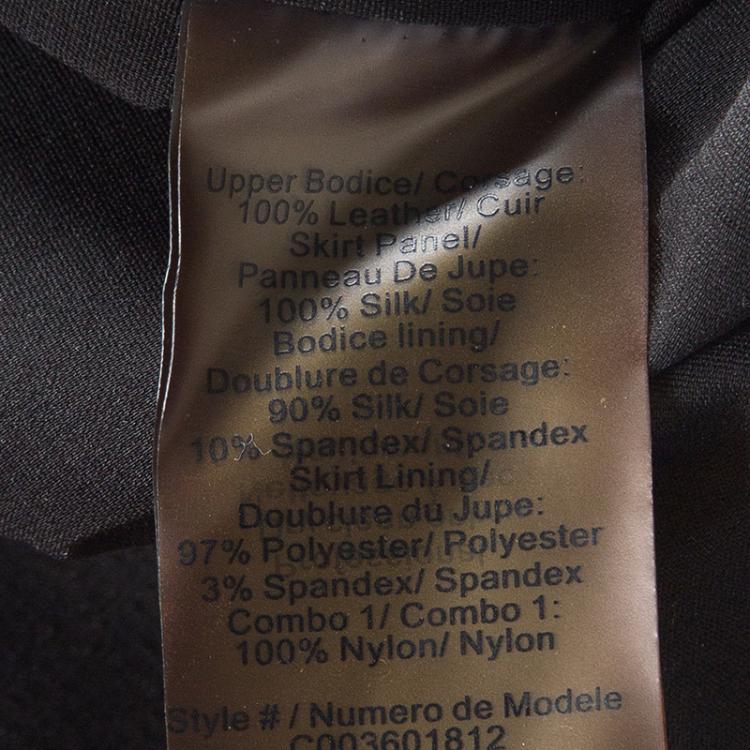 Upper Bodice/ Corsage:
100% Leather/ Cuir
Skirt Panel/
Panneau De Jupe:
100% Silk/ Soie
Bodice lining/
Doublure de Corsage:
90% Silk/ Soie
10% Spandex/ Spandex
Skirt Lining/
Doublure du Jupe:
97% Polyester/ Polyester
3% Spandex/ Spandex
Combo 1/ Combo 1:
100% Nylon/ Nylon
Style # / Numero de Modele
C003601812